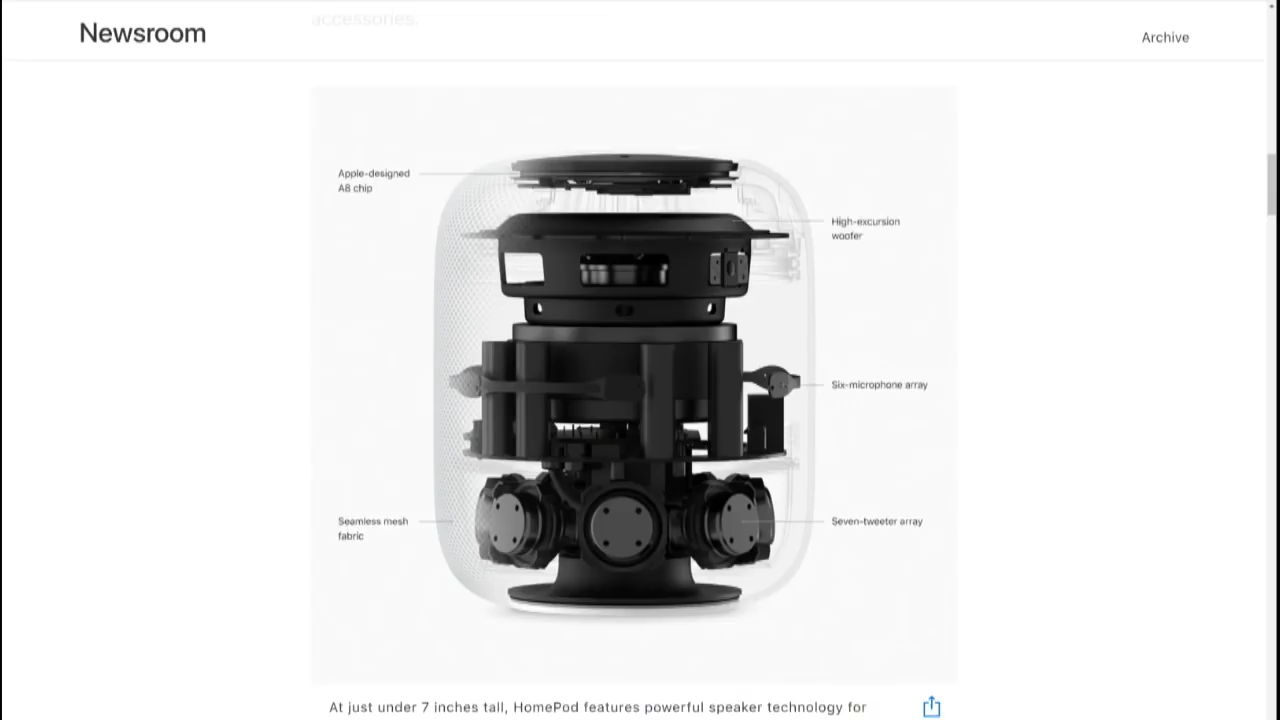 accessories.
Newsroom
Archive
Apple-designed
A8 chip
High-excursion
woofer
Six-microphone array
Seamless mesh
fabric
Seven-tweeter array
At just under 7 inches tall, HomePod features powerful speaker technology for